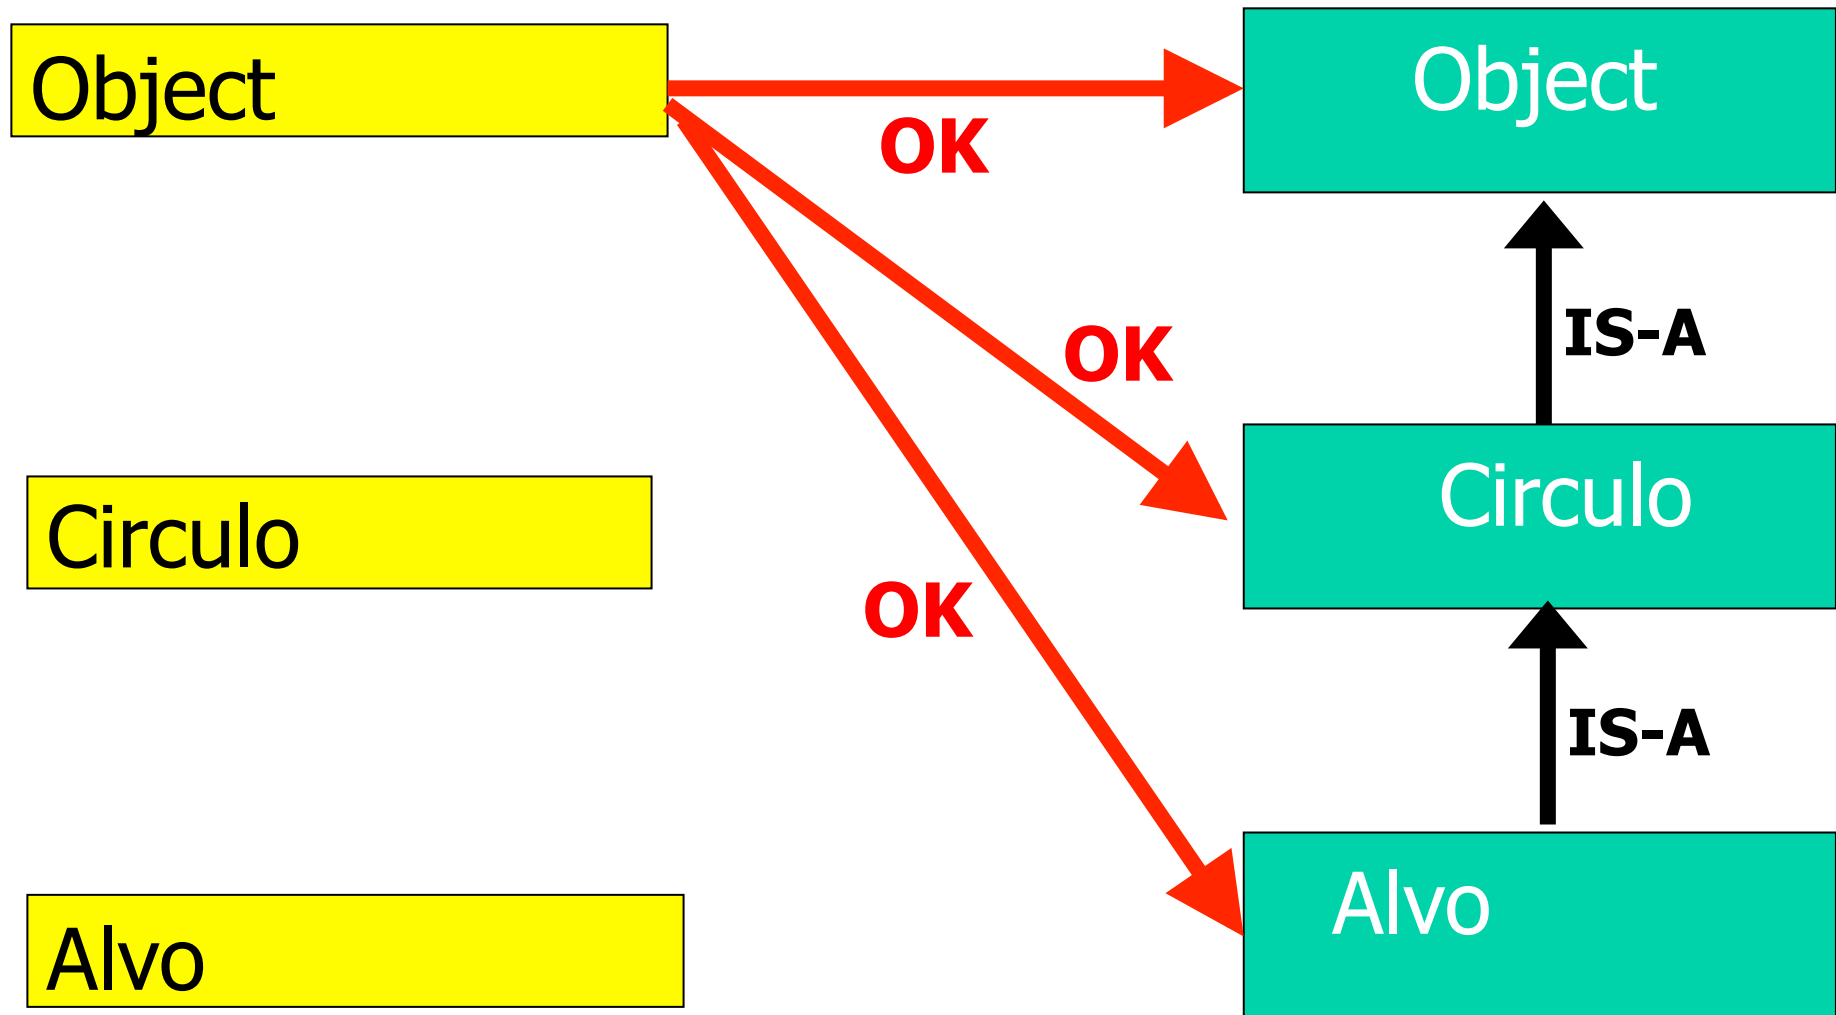 Object
Object
OK
IS-A
OK
Circulo
Circulo
OK
IS-A
Alvo
Alvo